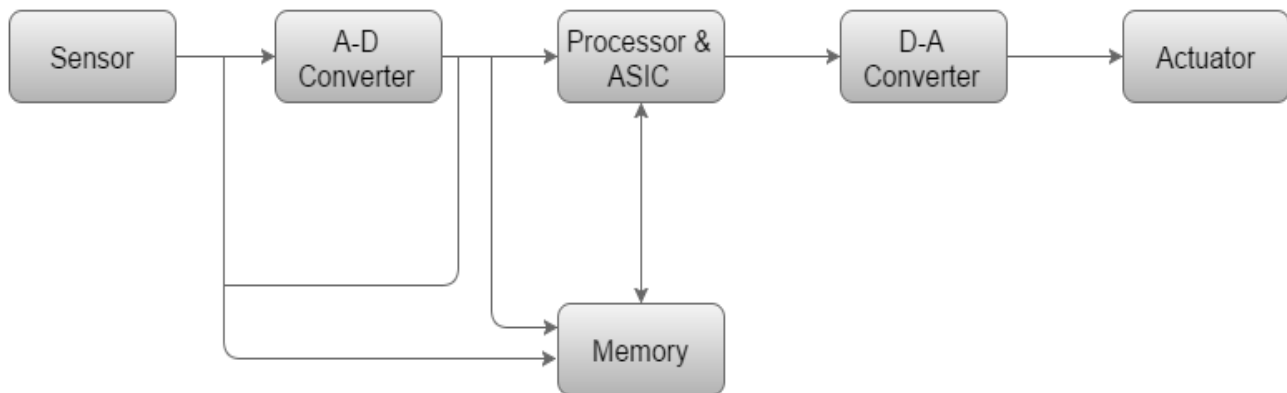 Sensor
A-D
Converter
Processor &
ASIC
D-A
Converter
Actuator
Memory